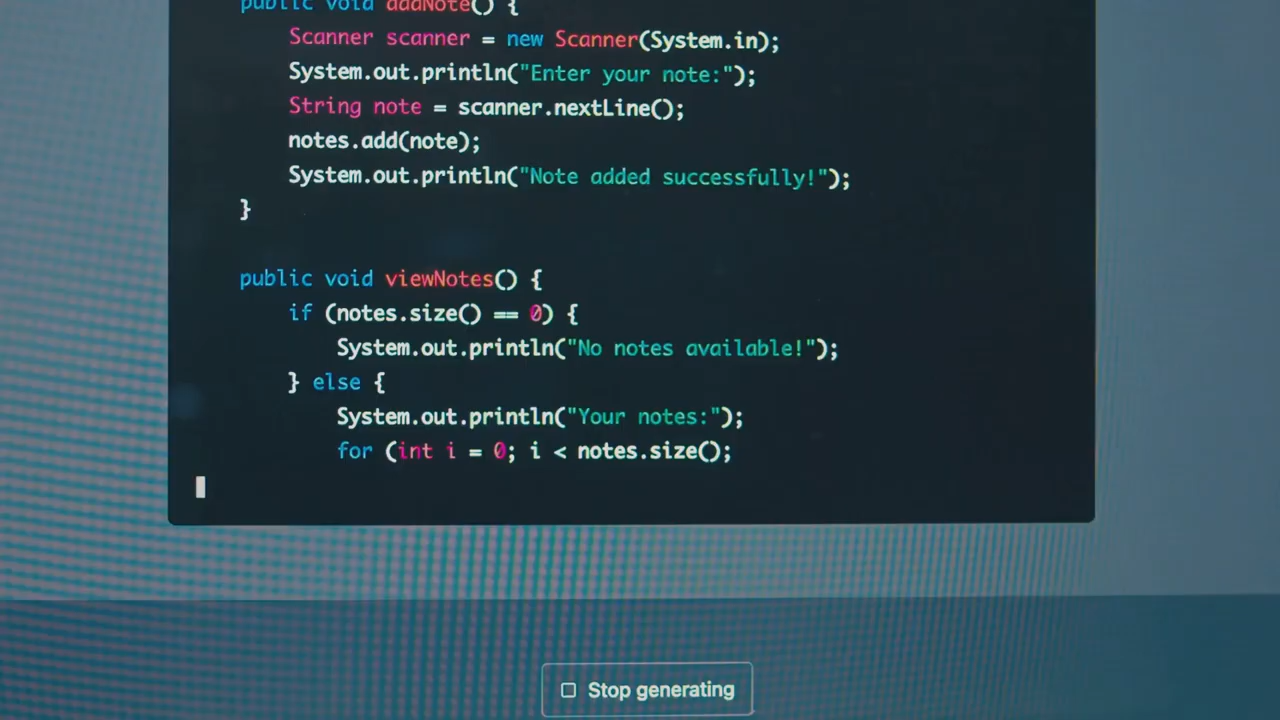 public void addNote() {
Scanner scanner = new Scanner(System.in);
System.out.println("Enter your note:");
String note = scanner.nextLine();
notes.add(note);
System.out.println("Note added successfully!");
}
public void viewNotes() {
if (notes.size() == 0) {
System.out.println("No notes available!");
} else {
System.out.println("Your notes:");
for (int i = 0; i < notes.size();
Stop generating